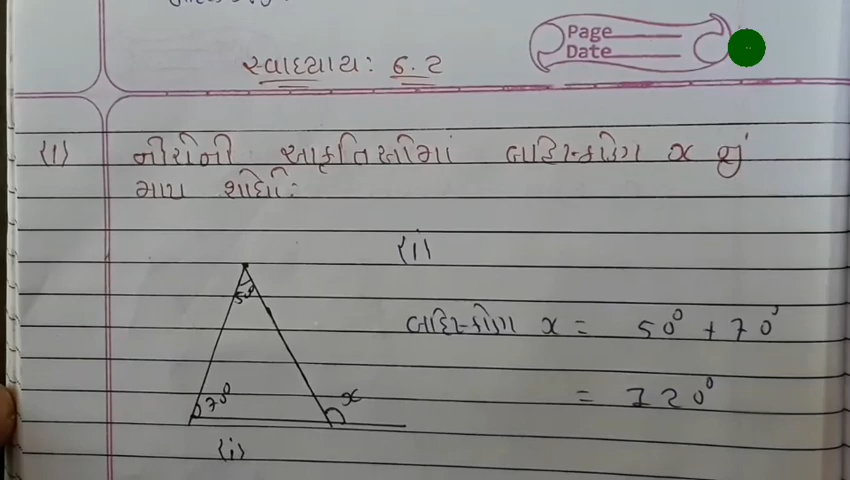 Page
Date
સ્વાધ્યાય: 6.2
(1) નીચેની આકૃતિઓમાં બાહ્યકોણ x નું
માપ શોધો:
(i)
50°
બાહ્યકોણ x = 50° + 70°
70° x
= 120°
(i)